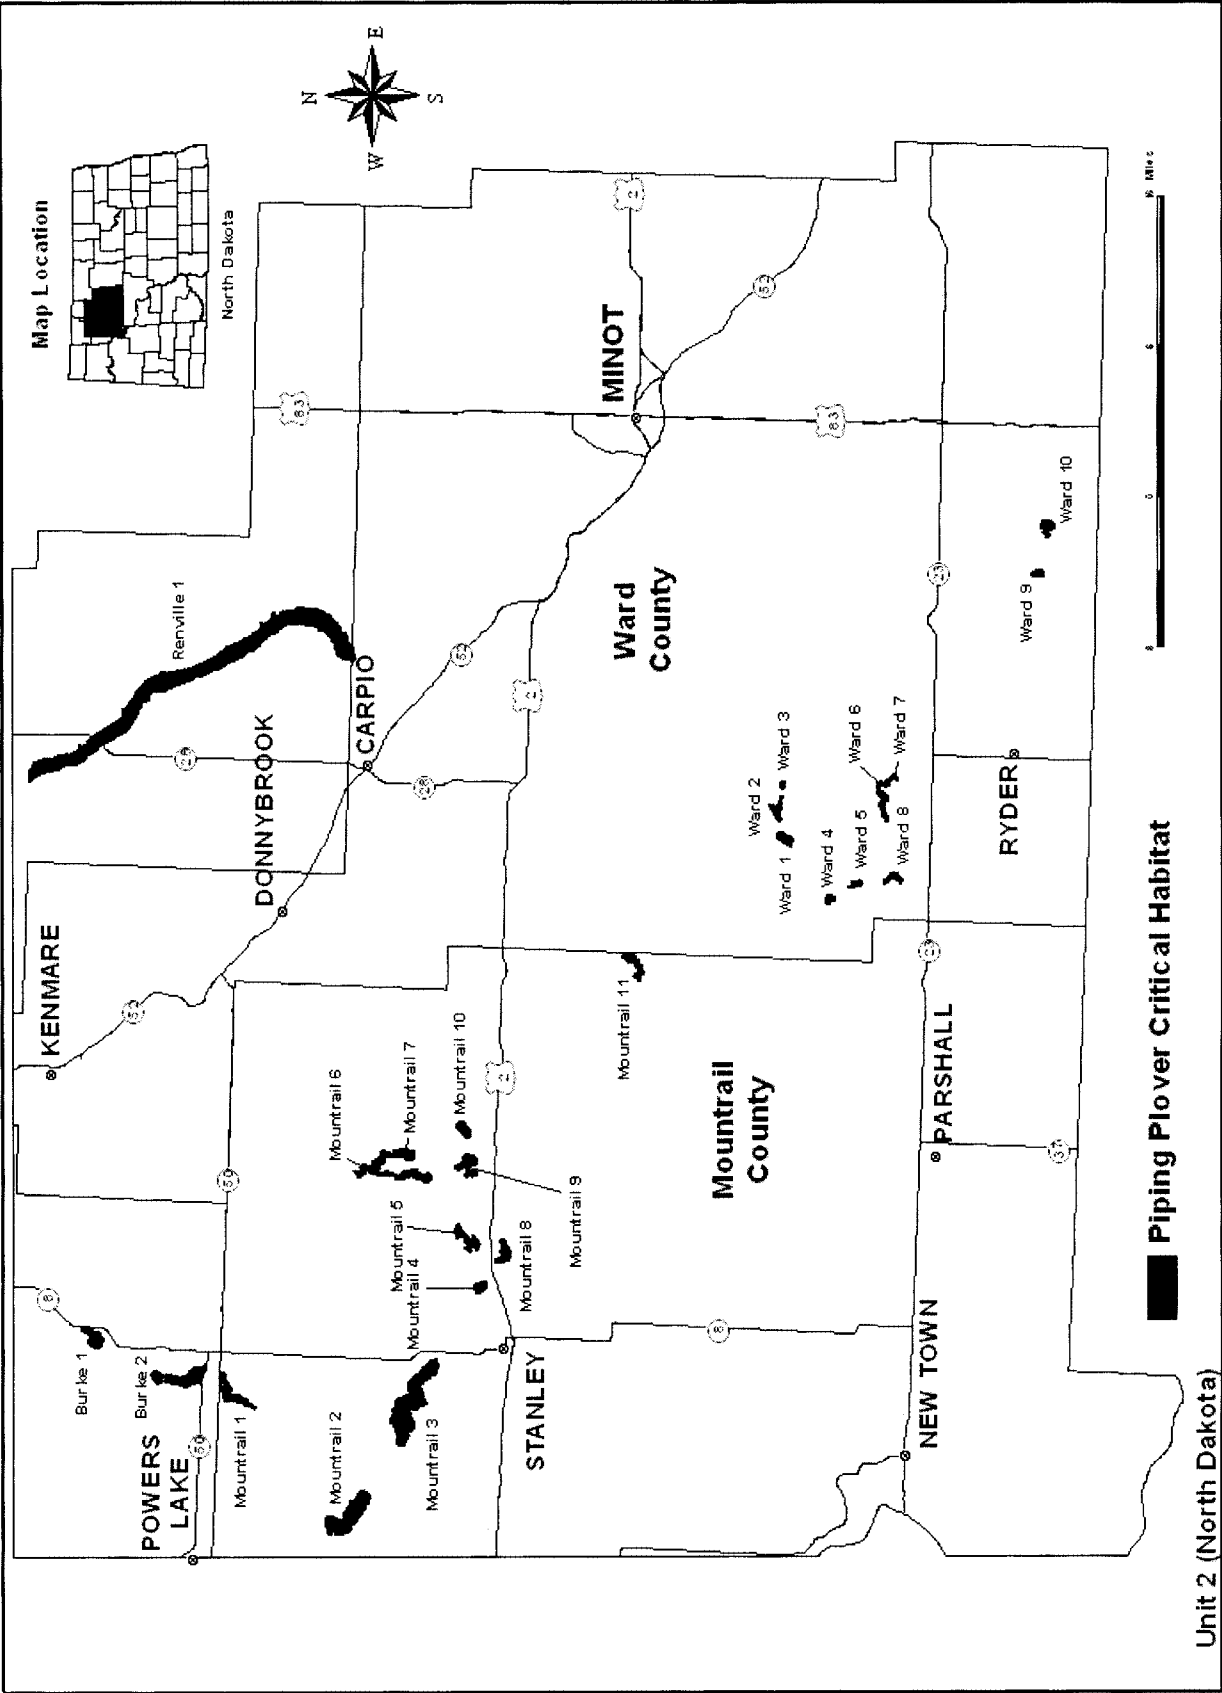 Map Location
North Dakota
N
W
E
S
Renville 1
83
29
KENMARE
52
DONNYBROOK
CARPIO
52
28
2
MINOT
2
52
83
Ward
County
8
Burke 1
Burke 2
50
POWERS
LAKE
50
Mountrail 1
Mountrail 2
Mountrail 3
Mountrail 4
Mountrail 5
Mountrail 6
Mountrail 7
Mountrail 10
2
Mountrail 9
Mountrail 8
STANLEY
Mountrail 11
Mountrail
County
8
Ward 1
Ward 2
Ward 3
Ward 4
Ward 5
Ward 6
Ward 7
Ward 8
23
Ward 9
Ward 10
RYDER
23
PARSHALL
37
NEW TOWN
8
0
Miles
Piping Plover Critical Habitat
Unit 2 (North Dakota)